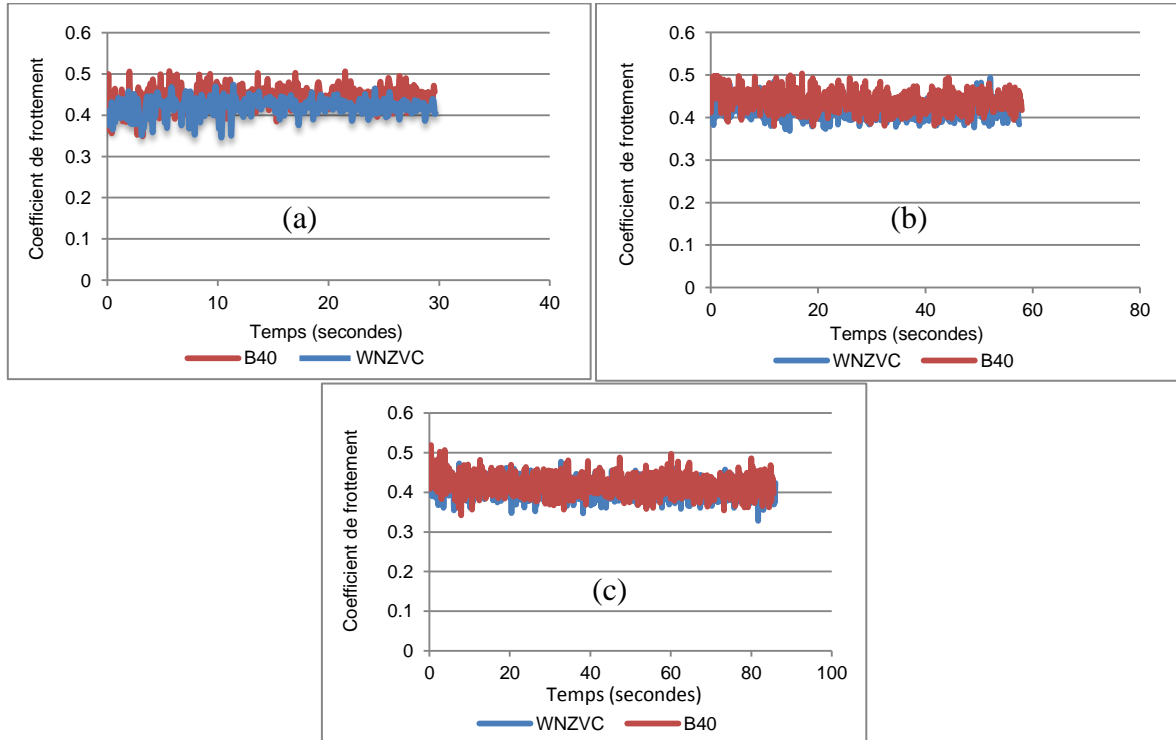 Coefficient de frottement
0.6
0.5
0.4
0.3
0.2
0.1
0
(a)
0 10 20 30 40
Temps (secondes)
B40 WNZVC
Coefficient de frottement
0.6
0.5
0.4
0.3
0.2
0.1
0
(b)
0 20 40 60 80
Temps (secondes)
WNZVC B40
Coefficient de frottement
0.6
0.5
0.4
0.3
0.2
0.1
0
(c)
0 20 40 60 80 100
Temps (secondes)
WNZVC B40